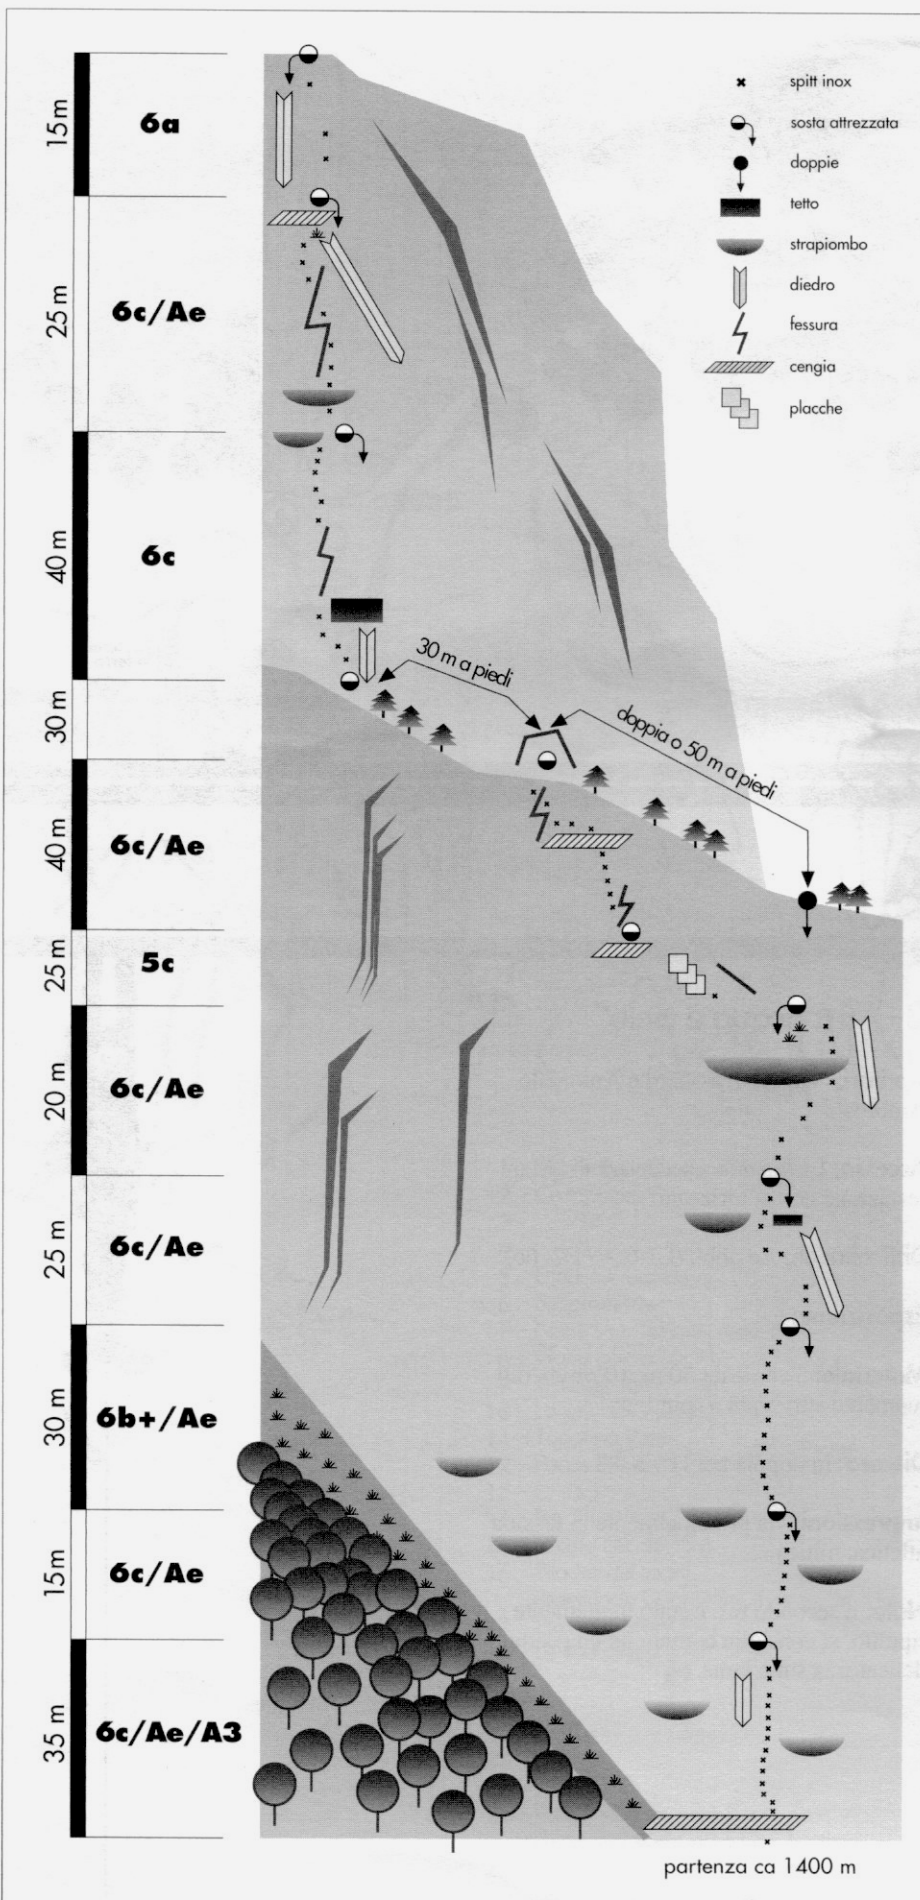 15m
6a
25 m
6c/Ae
40 m
6c
30 m
40 m
6c/Ae
25 m
5c
20 m
6c/Ae
25 m
6c/Ae
30 m
6b+/Ae
15m
6c/Ae
35 m
6c/Ae/A3
spitt inox
sosta attrezzata
doppie
tetto
strapiombo
diedro
fessura
cengia
placche
30 m a piedi
doppia o 50 m a piedi
partenza ca 1400 m